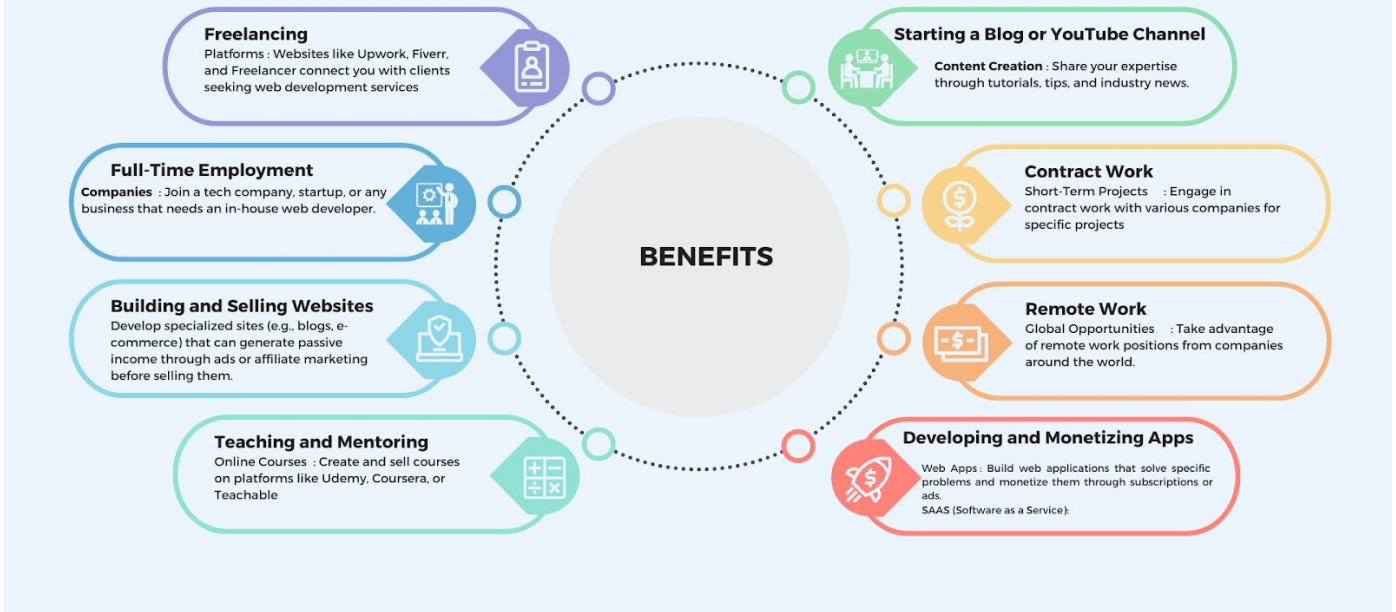 Freelancing
Platforms : Websites like Upwork, Fiverr,
and Freelancer connect you with clients
seeking web development services
Full-Time Employment
Companies : Join a tech company, startup, or any
business that needs an in-house web developer.
Building and Selling Websites
Develop specialized sites (e.g., blogs, e-
commerce) that can generate passive
income through ads or affiliate marketing
before selling them.
Teaching and Mentoring
Online Courses : Create and sell courses
on platforms like Udemy, Coursera, or
Teachable
BENEFITS
Starting a Blog or YouTube Channel
Content Creation : Share your expertise
through tutorials, tips, and industry news.
Contract Work
Short-Term Projects : Engage in
contract work with various companies for
specific projects
Remote Work
Global Opportunities : Take advantage
of remote work positions from companies
around the world.
Developing and Monetizing Apps
Web Apps : Build web applications that solve specific
problems and monetize them through subscriptions or
ads.
SAAS (Software as a Service):